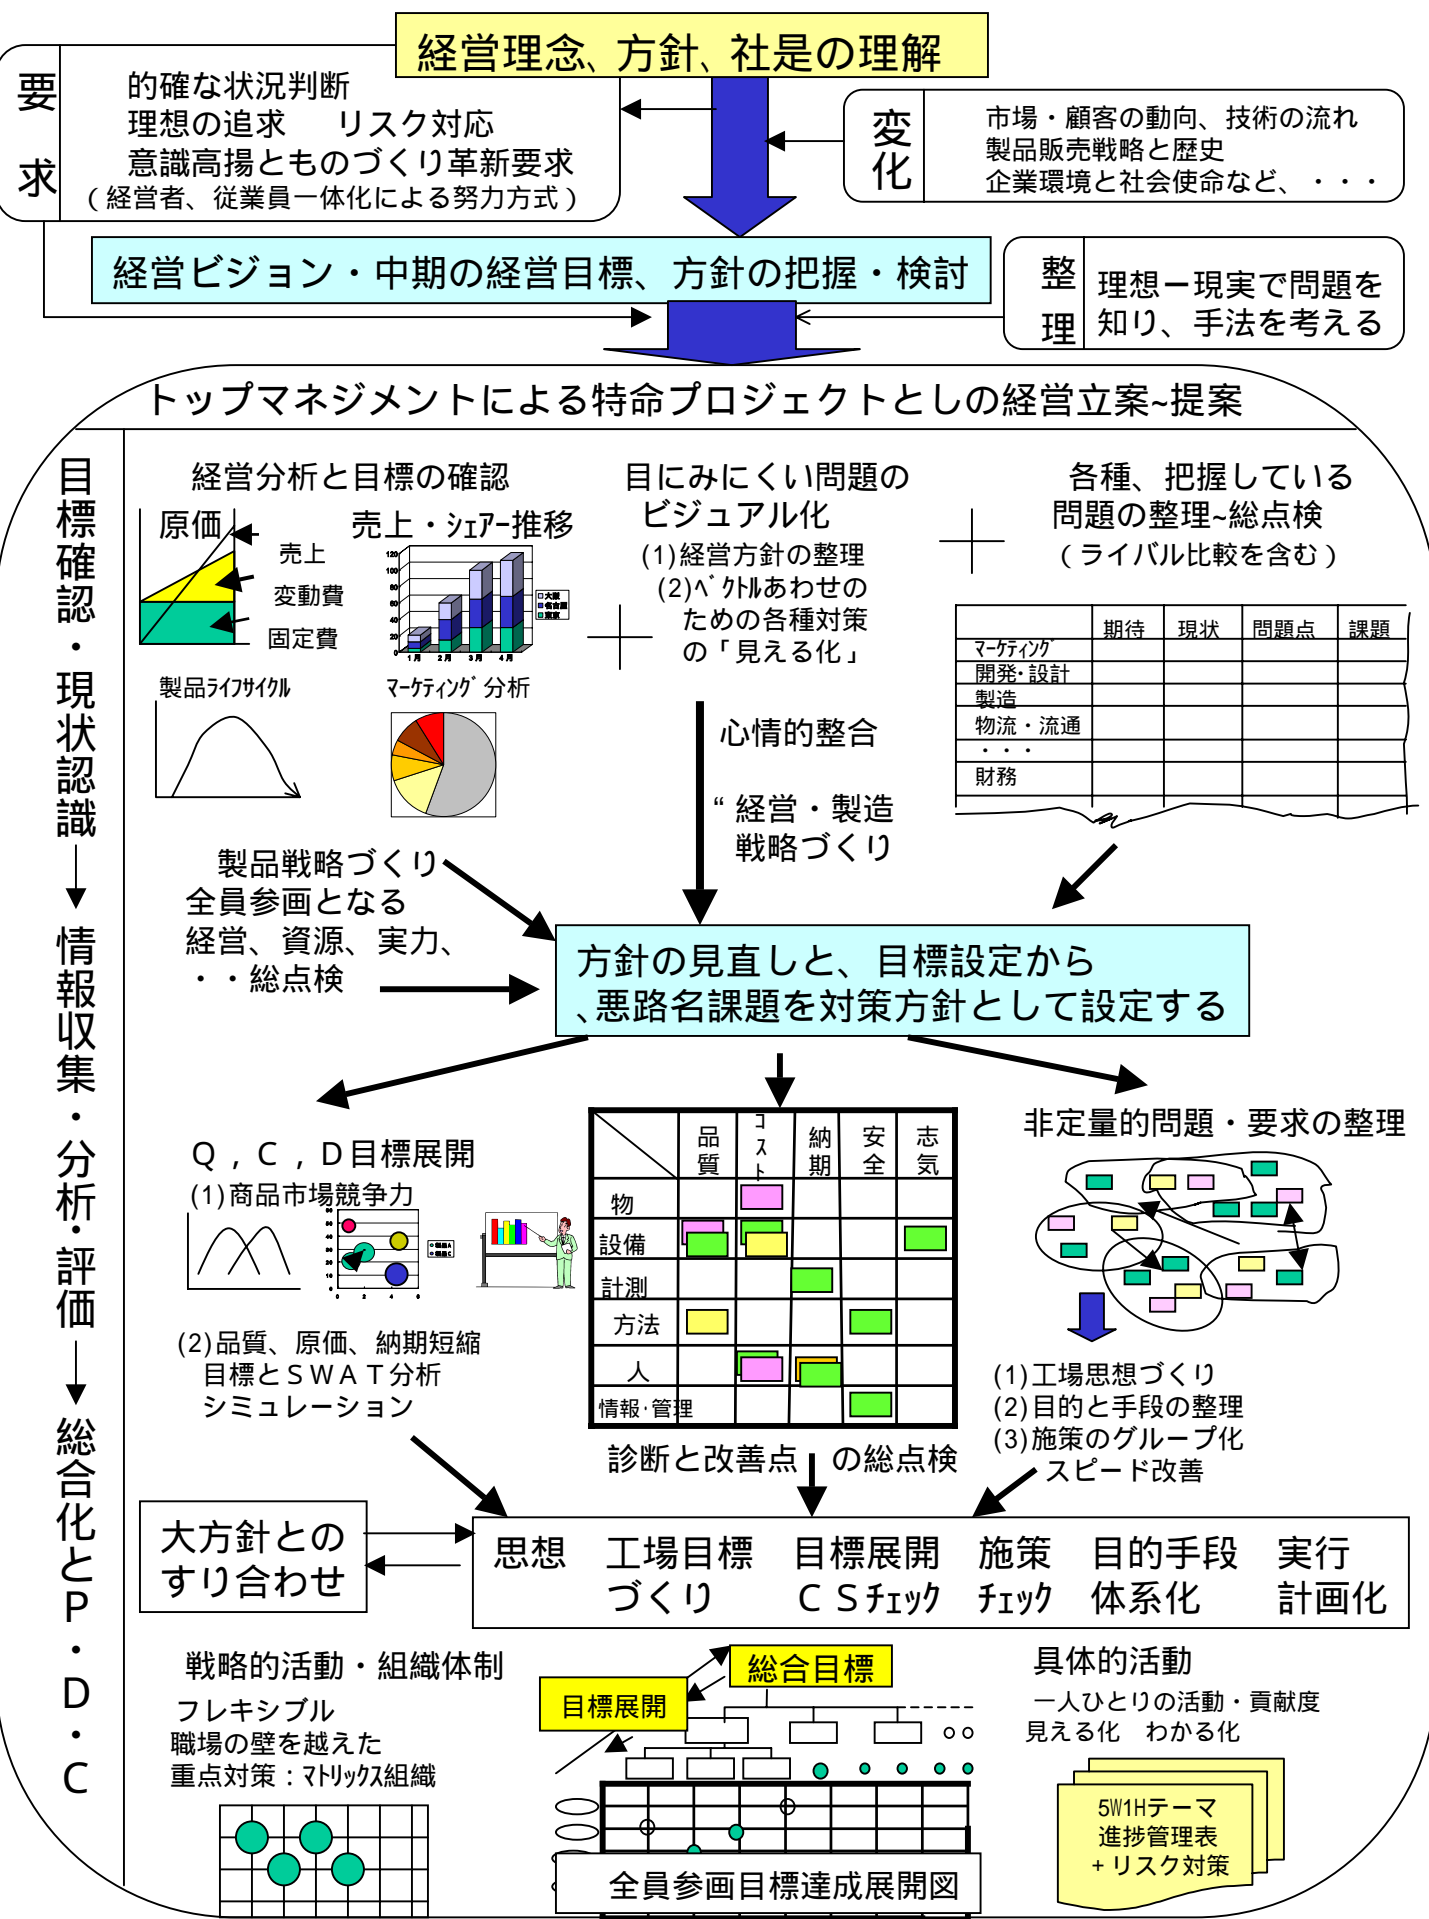 経営理念、方針、社是の理解
要求
的確な状況判断
理想の追求　リスク対応
意識高揚とものづくり革新要求
（経営者、従業員一体化による努力方式）
変化
市場・顧客の動向、技術の流れ
製品販売戦略と歴史
企業環境と社会使命など、・・・
経営ビジョン・中期の経営目標、方針の把握・検討
整理
理想ー現実で問題を
知り、手法を考える
トップマネジメントによる特命プロジェクトとしの経営立案~提案
目標確認・現状認識
情報収集・分析・評価
総合化とP・D・C
経営分析と目標の確認
原価
売上
変動費
固定費
売上・ｼｪｱｰ推移
120
100
80
60
40
20
0
1月 2月 3月 4月
大阪
名古屋
東京
製品ﾗｲﾌｻｲｸﾙ
ﾏｰｹﾃｨﾝｸﾞ分析
目にみにくい問題の
ビジュアル化
(1)経営方針の整理
(2)ﾍﾞｸﾄﾙあわせの
ための各種対策
の「見える化」
各種、把握している
問題の整理~総点検
（ライバル比較を含む）
期待 現状 問題点 課題
ﾏｰｹﾃｨﾝｸﾞ
開発・設計
製造
物流・流通
・・・
財務
心情的整合
“経営・製造
戦略づくり
製品戦略づくり
全員参画となる
経営、資源、実力、
・・総点検
方針の見直しと、目標設定から
、悪路名課題を対策方針として設定する
Q，C，D目標展開
(1)商品市場競争力
(2)品質、原価、納期短縮
目標とSWAT分析
シミュレーション
品質 コスト 納期 安全 志気
物
設備
計測
方法
人
情報・管理
診断と改善点 の総点検
非定量的問題・要求の整理
(1)工場思想づくり
(2)目的と手段の整理
(3)施策のグループ化
スピード改善
大方針との
すり合わせ
思想 工場目標 目標展開 施策 目的手段 実行
づくり CSﾁｪｯｸ ﾁｪｯｸ 体系化 計画化
戦略的活動・組織体制
フレキシブル
職場の壁を越えた
重点対策：ﾏﾄﾘｯｸｽ組織
総合目標
目標展開
全員参画目標達成展開図
具体的活動
一人ひとりの活動・貢献度
見える化　わかる化
5W1Hテーマ
進捗管理表
+リスク対策